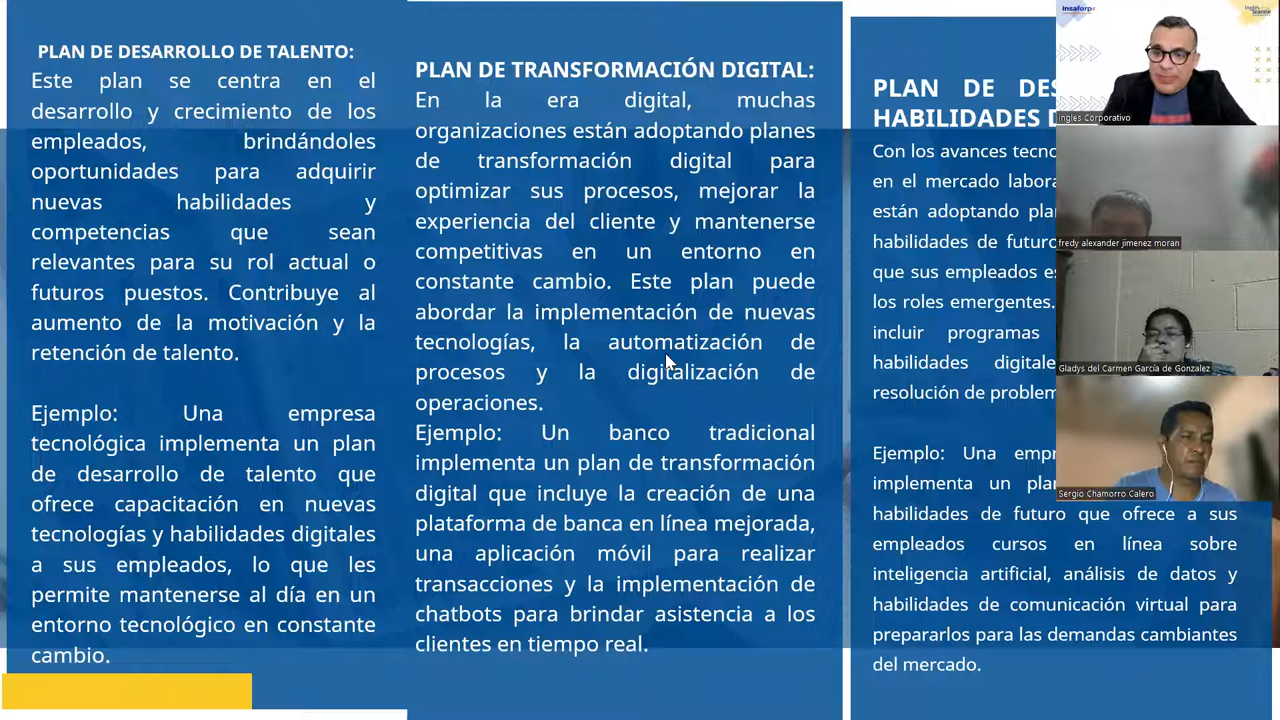 PLAN DE DESARROLLO DE TALENTO:
Este plan se centra en el
desarrollo y crecimiento de los
empleados, brindándoles
oportunidades para adquirir
nuevas habilidades y
competencias que sean
relevantes para su rol actual o
futuros puestos. Contribuye al
aumento de la motivación y la
retención de talento.
Ejemplo: Una empresa
tecnológica implementa un plan
de desarrollo de talento que
ofrece capacitación en nuevas
tecnologías y habilidades digitales
a sus empleados, lo que les
permite mantenerse al día en un
entorno tecnológico en constante
cambio.
PLAN DE TRANSFORMACIÓN DIGITAL:
En la era digital, muchas
organizaciones están adoptando planes
de transformación digital para
optimizar sus procesos, mejorar la
experiencia del cliente y mantenerse
competitivas en un entorno en
constante cambio. Este plan puede
abordar la implementación de nuevas
tecnologías, la automatización de
procesos y la digitalización de
operaciones.
Ejemplo: Un banco tradicional
implementa un plan de transformación
digital que incluye la creación de una
plataforma de banca en línea mejorada,
una aplicación móvil para realizar
transacciones y la implementación de
chatbots para brindar asistencia a los
clientes en tiempo real.
PLAN DE DES
HABILIDADES D
Con los avances tecno
en el mercado labora
están adoptando pla
habilidades de futuro
que sus empleados es
los roles emergentes.
incluir programas
habilidades digitale
resolución de problem
Ejemplo: Una empr
implementa un plan
habilidades de futuro que ofrece a sus
empleados cursos en línea sobre
inteligencia artificial, análisis de datos y
habilidades de comunicación virtual para
prepararlos para las demandas cambiantes
del mercado.
insaforp
Ingles Corporativo
fredy alexander jimenez moran
Gladys del Carmen García de Gonzalez
Sergio Chamorro Calero